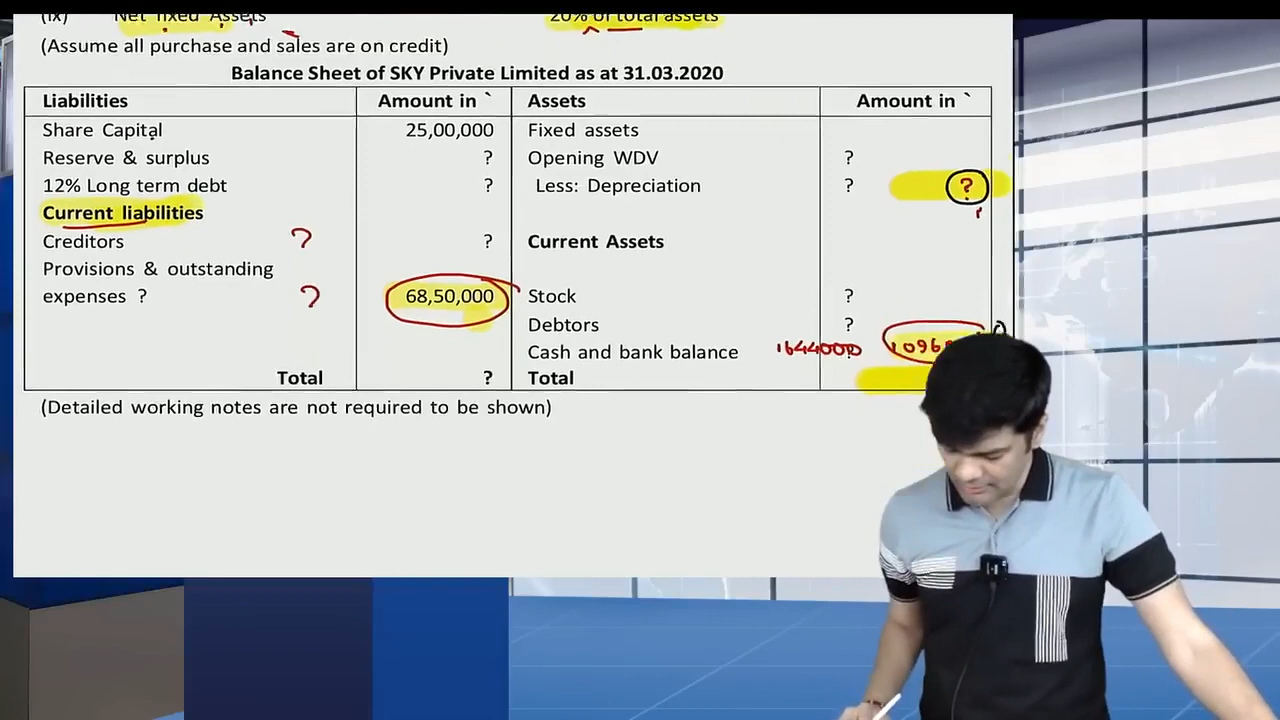 (ix) Net fixed Assets 20% of total assets
(Assume all purchase and sales are on credit)
Balance Sheet of SKY Private Limited as at 31.03.2020
Liabilities Amount in ` Assets Amount in `
Share Capital 25,00,000 Fixed assets
Reserve & surplus ? Opening WDV ?
12% Long term debt ? Less: Depreciation ? ?
Current liabilities
Creditors ? ? Current Assets
Provisions & outstanding
expenses ? ? 68,50,000 Stock ?
Debtors ?
Cash and bank balance 1644000
Total ? Total
(Detailed working notes are not required to be shown)